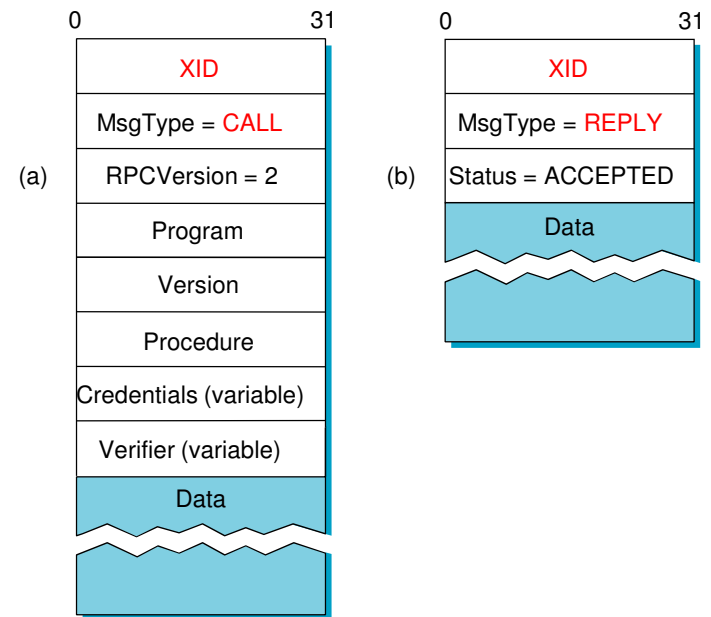 0 31
XID
MsgType = CALL
(a)
RPCVersion = 2
Program
Version
Procedure
Credentials (variable)
Verifier (variable)
Data
0 31
XID
MsgType = REPLY
(b)
Status = ACCEPTED
Data